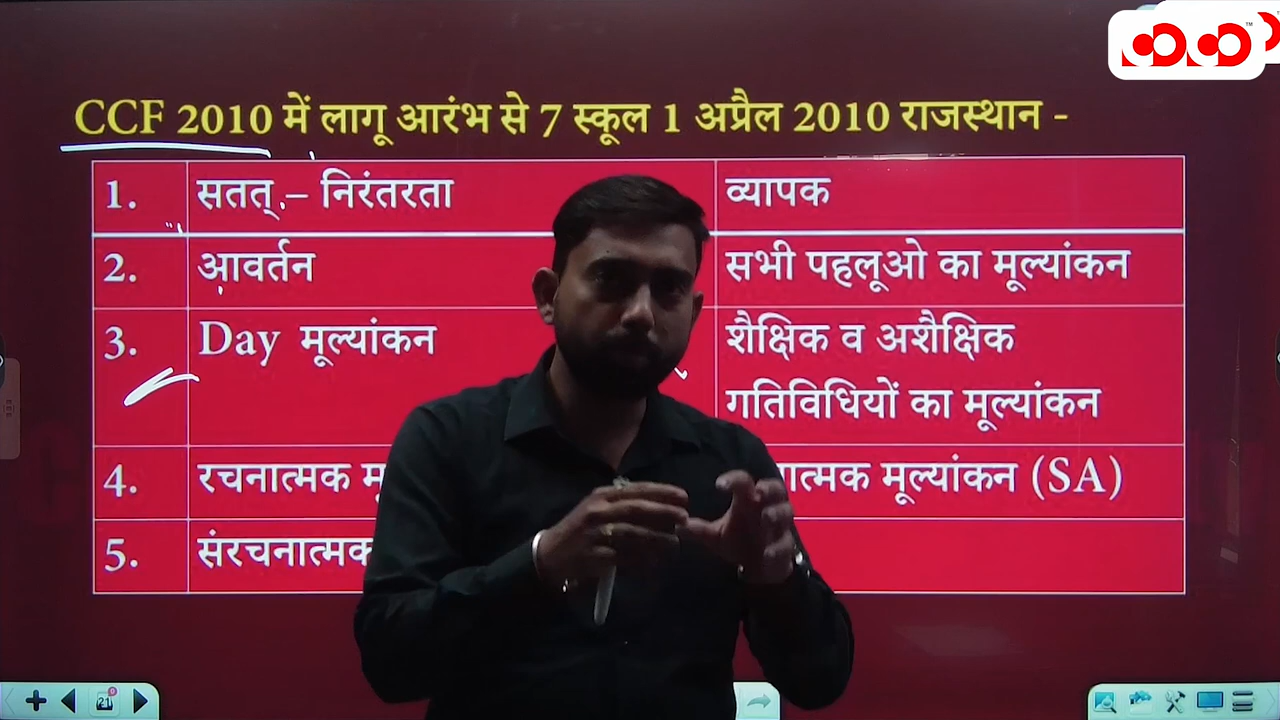 CCF 2010 में लागू आरंभ से 7 स्कूल 1 अप्रैल 2010 राजस्थान -
1. सतत् – निरंतरता व्यापक
2. आवर्तन सभी पहलूओ का मूल्यांकन
3. Day मूल्यांकन शैक्षिक व अशैक्षिक
गतिविधियों का मूल्यांकन
4. रचनात्मक मूल्यांकन (SA)
5. संरचनात्मक
21